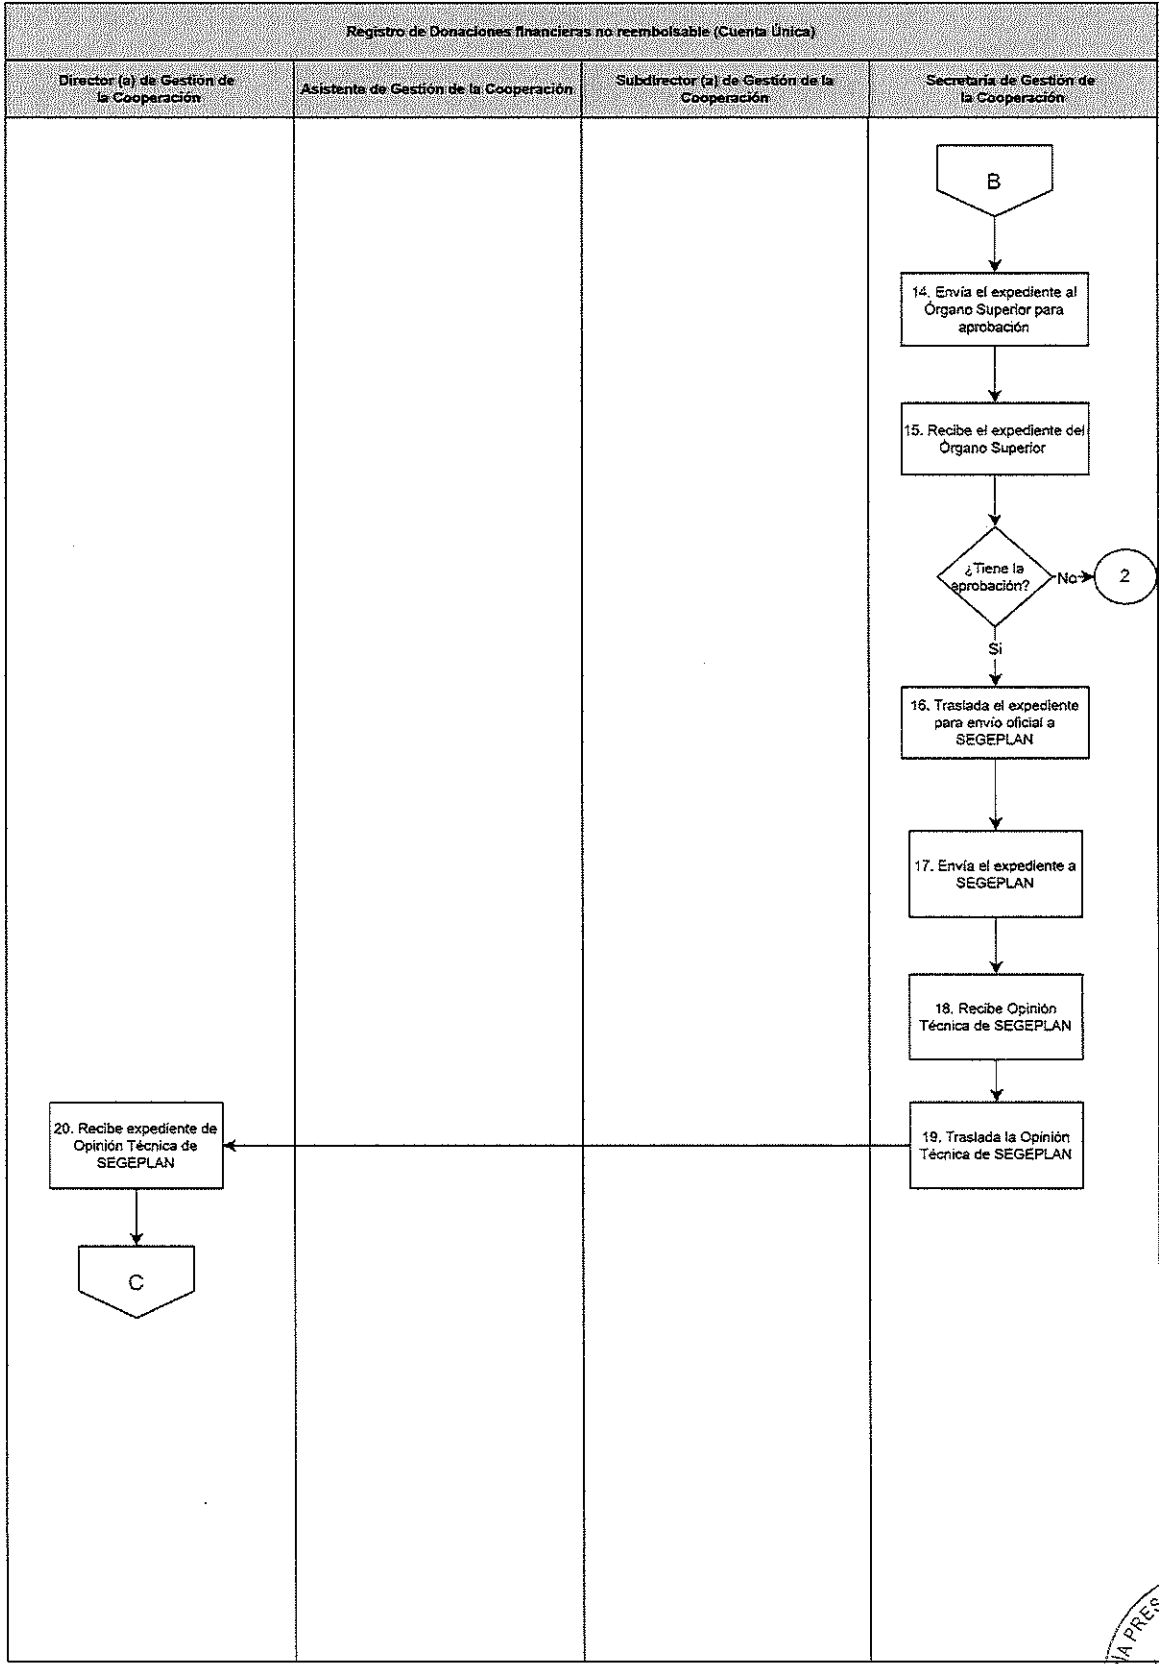 Registro de Donaciones financieras no reembolsable (Cuenta Única)
Director (a) de Gestión de
la Cooperación
Asistente de Gestión de la Cooperación
Subdirector (a) de Gestión de la
Cooperación
Secretaria de Gestión de
la Cooperación
B
14. Envía el expediente al
Órgano Superior para
aprobación
15. Recibe el expediente del
Órgano Superior
¿Tiene la
aprobación?
No
2
Si
16. Traslada el expediente
para envío oficial a
SEGEPLAN
17. Envía el expediente a
SEGEPLAN
18. Recibe Opinión
Técnica de SEGEPLAN
19. Traslada la Opinión
Técnica de SEGEPLAN
20. Recibe expediente de
Opinión Técnica de
SEGEPLAN
C